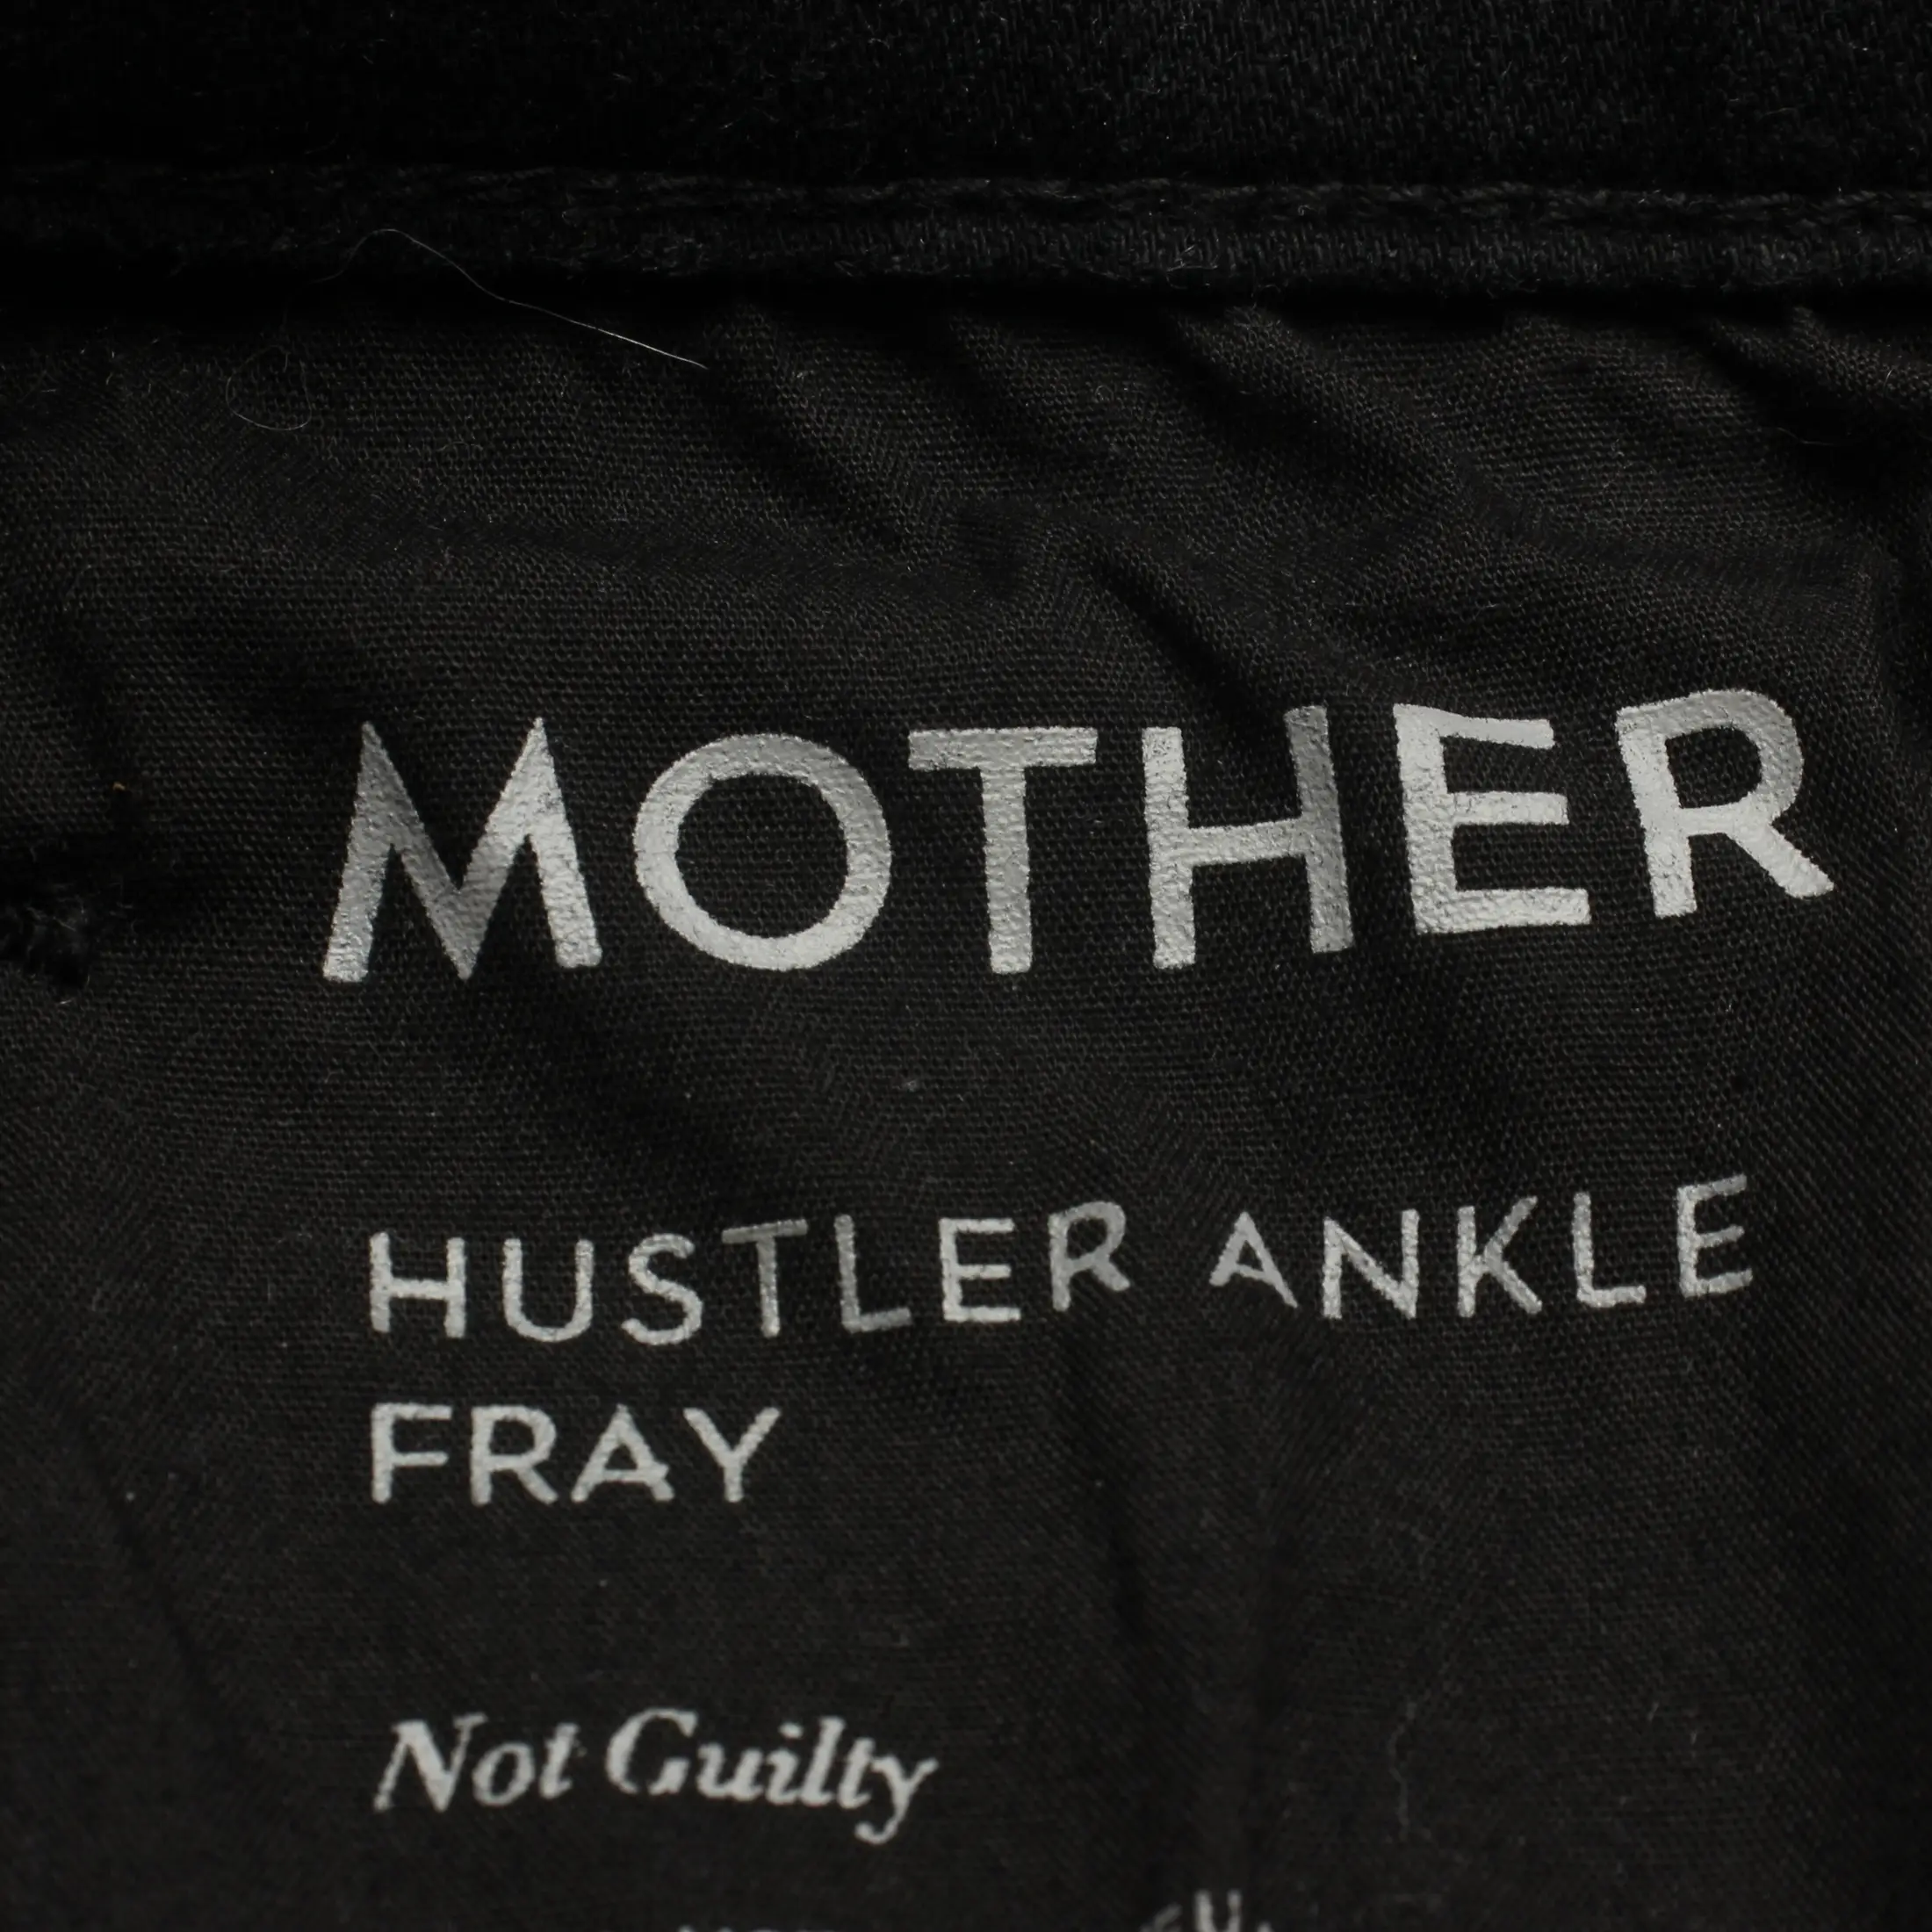 MOTHER
HUSTLER ANKLE
FRAY
Not Guilty